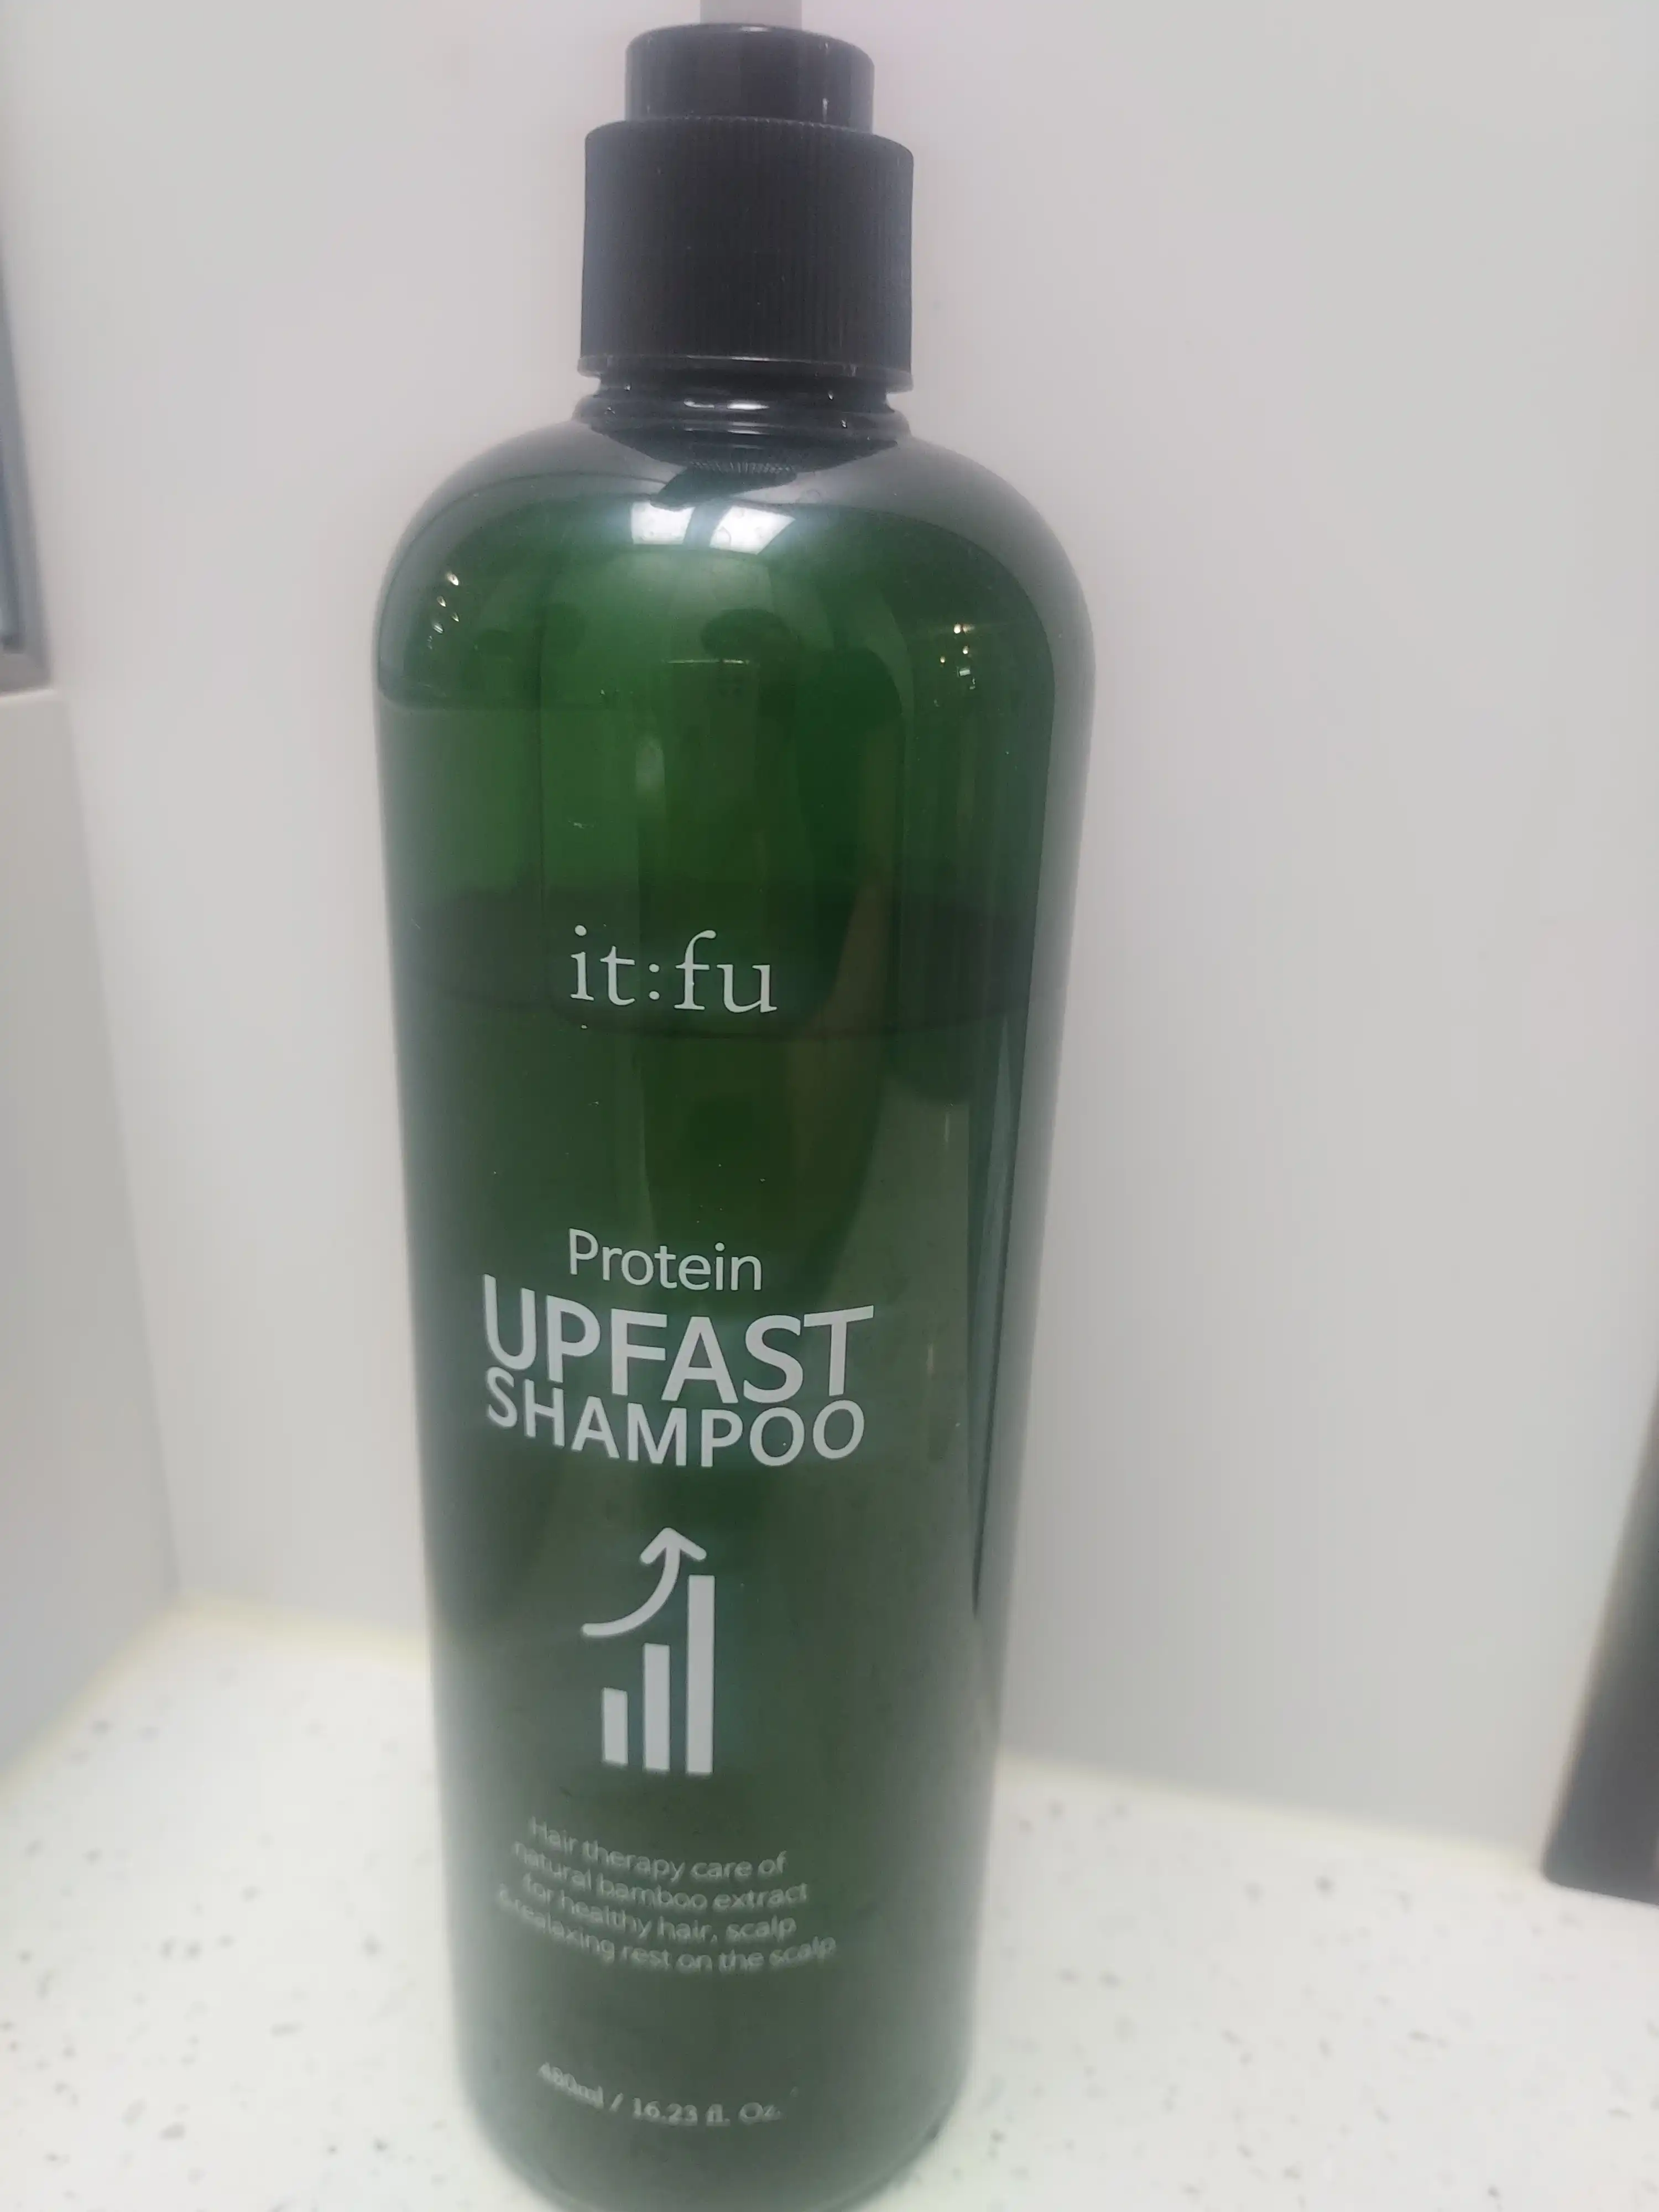 it:fu
Protein
UPFAST
SHAMPOO
Hair therapy care of
natural bamboo extract
for healthy hair, scalp
&realaxing rest on the scalp
480ml / 16.23 fl. Oz.